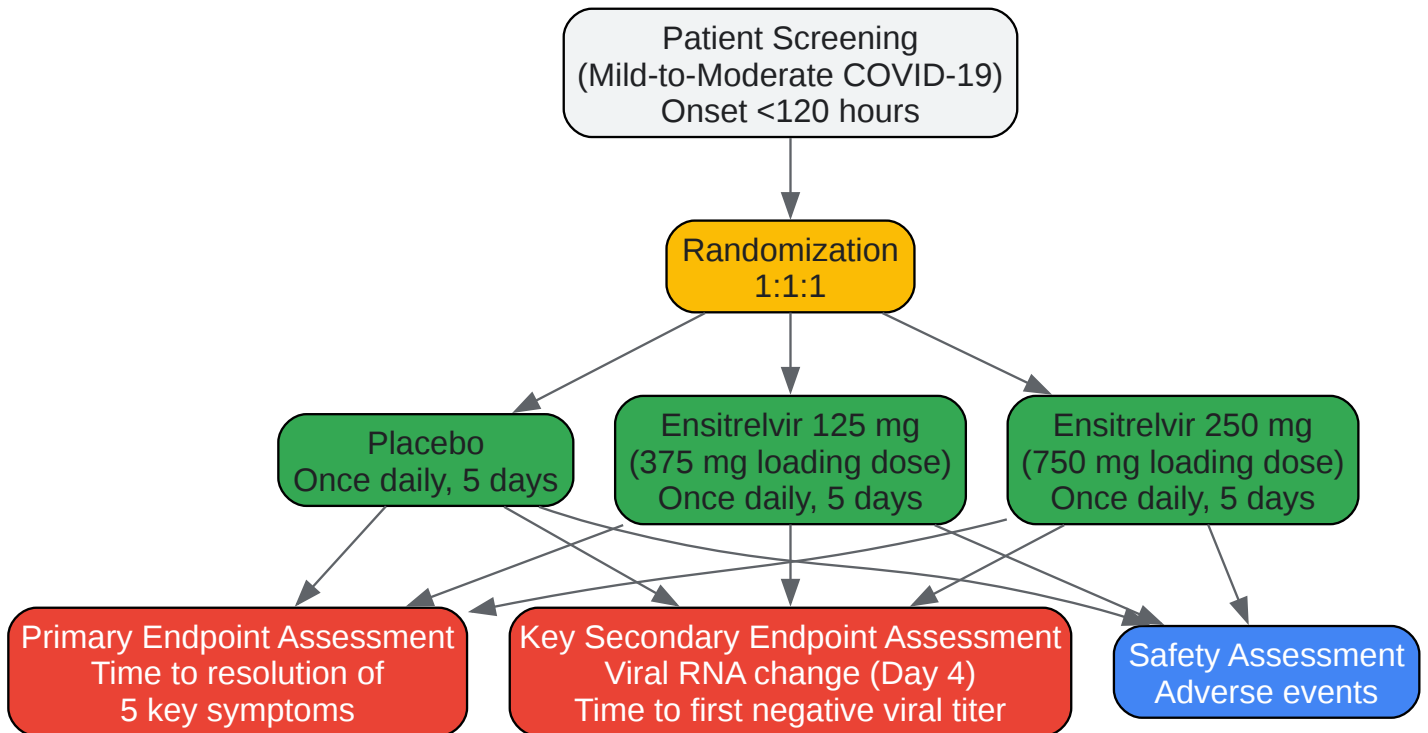 Patient Screening
(Mild-to-Moderate COVID-19)
Onset <120 hours
Randomization
1:1:1
Placebo
Once daily, 5 days
Ensitrelvir 125 mg
(375 mg loading dose)
Once daily, 5 days
Ensitrelvir 250 mg
(750 mg loading dose)
Once daily, 5 days
Primary Endpoint Assessment
Time to resolution of
5 key symptoms
Key Secondary Endpoint Assessment
Viral RNA change (Day 4)
Time to first negative viral titer
Safety Assessment
Adverse events